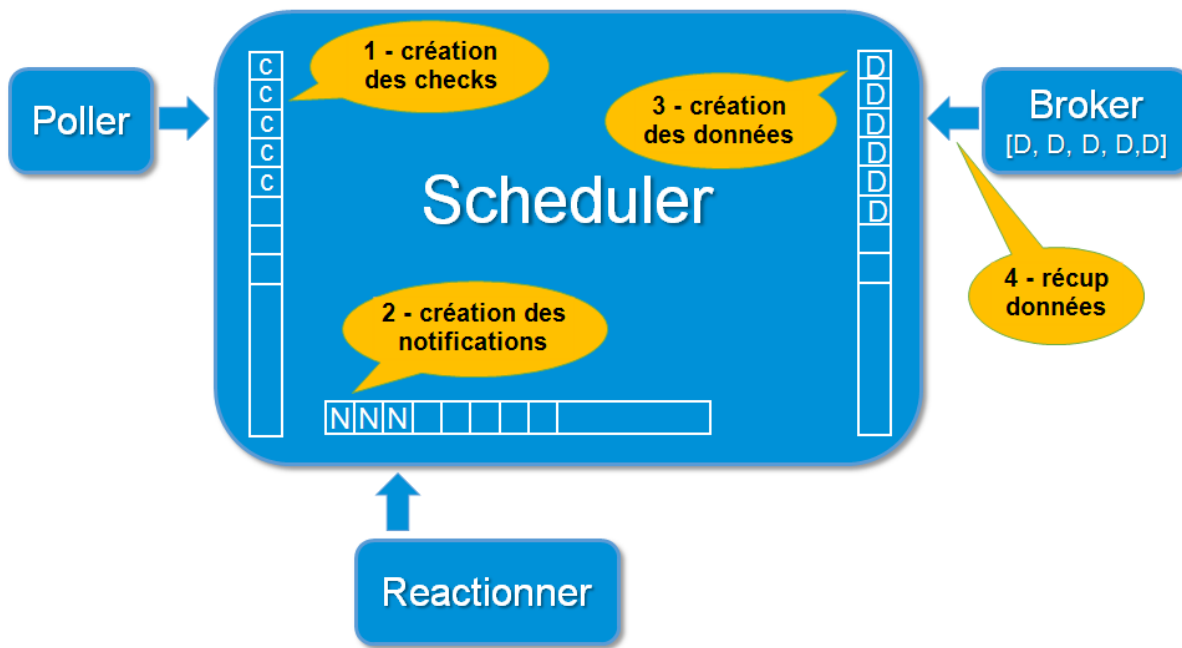 1 - création
des checks
C
C
C
C
C
Poller
3 - création
des données
D
D
D
D
D
D
Broker
[D, D, D, D,D]
Scheduler
4 - récup
données
2 - création des
notifications
N N N
Reactionner